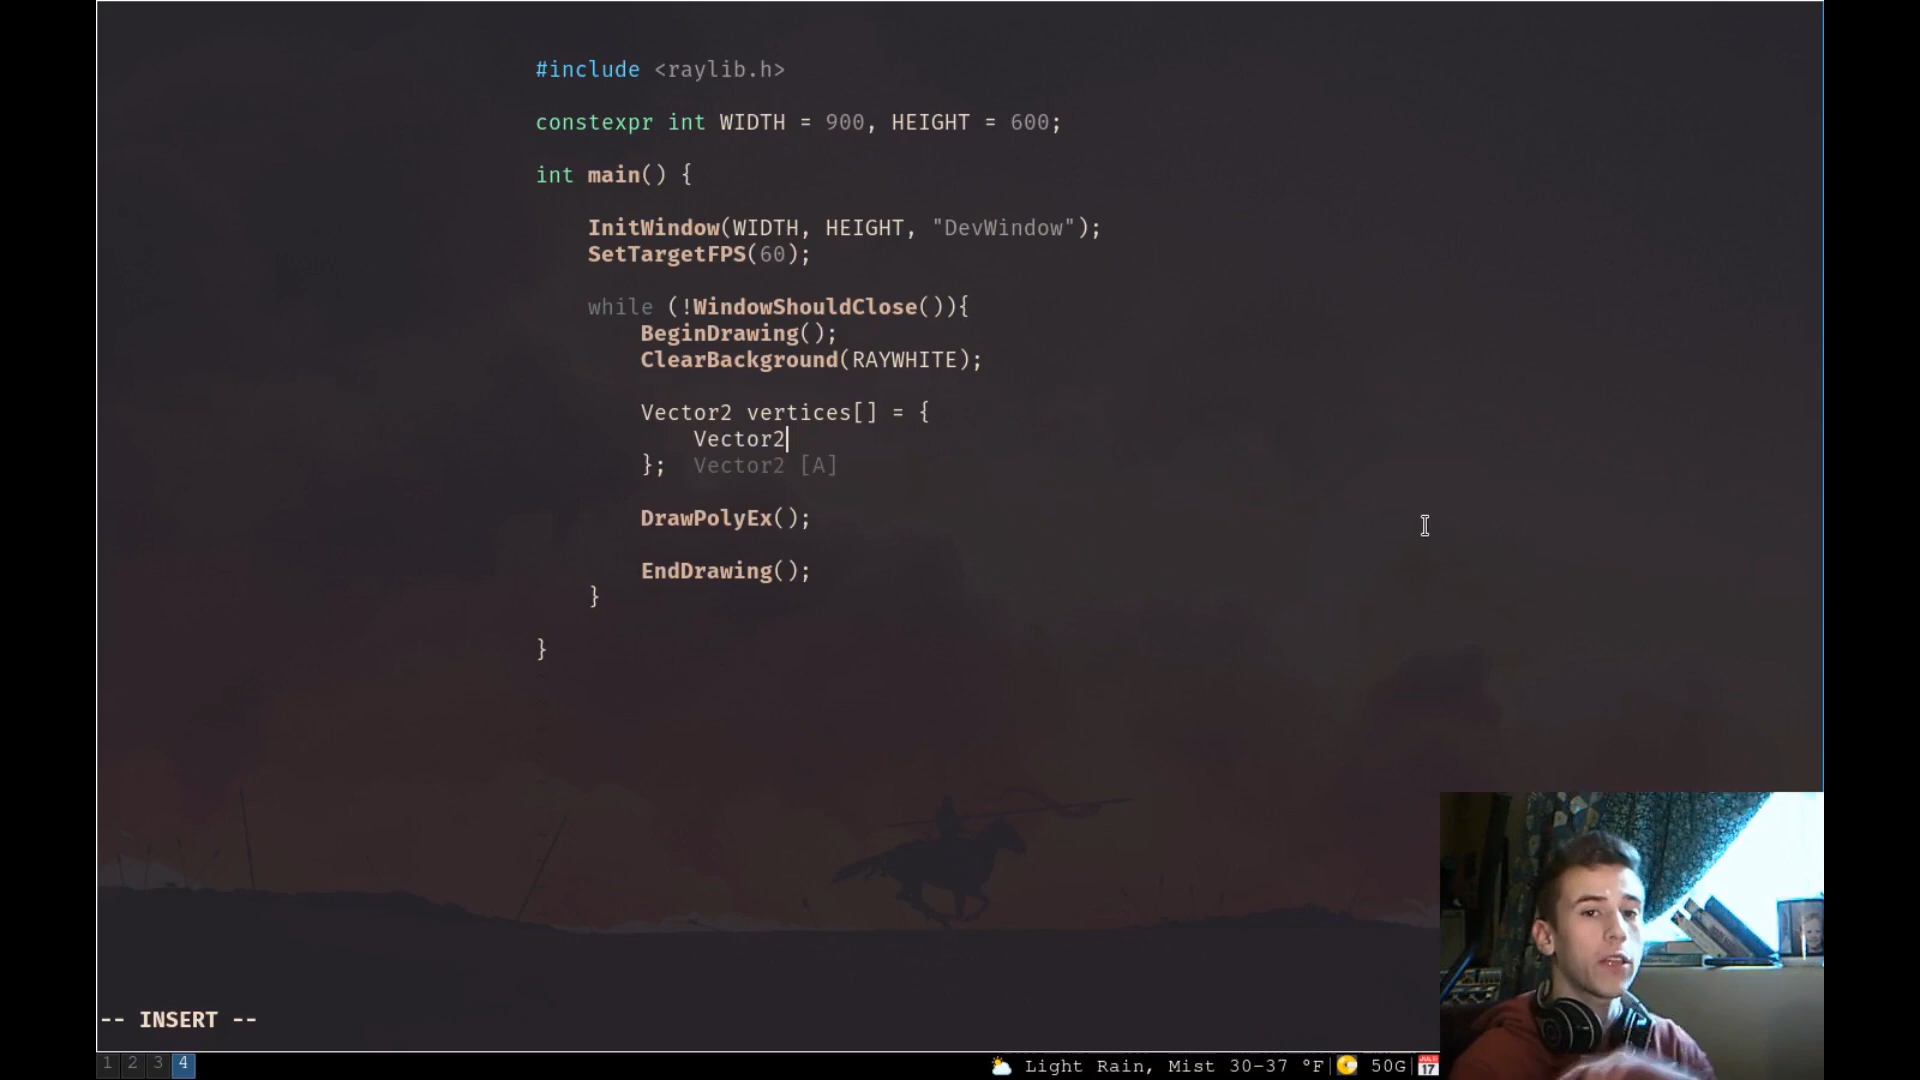 #include <raylib.h>
constexpr int WIDTH = 900, HEIGHT = 600;
int main() {
InitWindow(WIDTH, HEIGHT, "DevWindow");
SetTargetFPS(60);
while (!WindowShouldClose()){
BeginDrawing();
ClearBackground(RAYWHITE);
Vector2 vertices[] = {
Vector2
}; Vector2 [A]
DrawPolyEx();
EndDrawing();
}
}
-- INSERT --
1 2 3 4 Light Rain, Mist 30-37 °F| 50G| 17